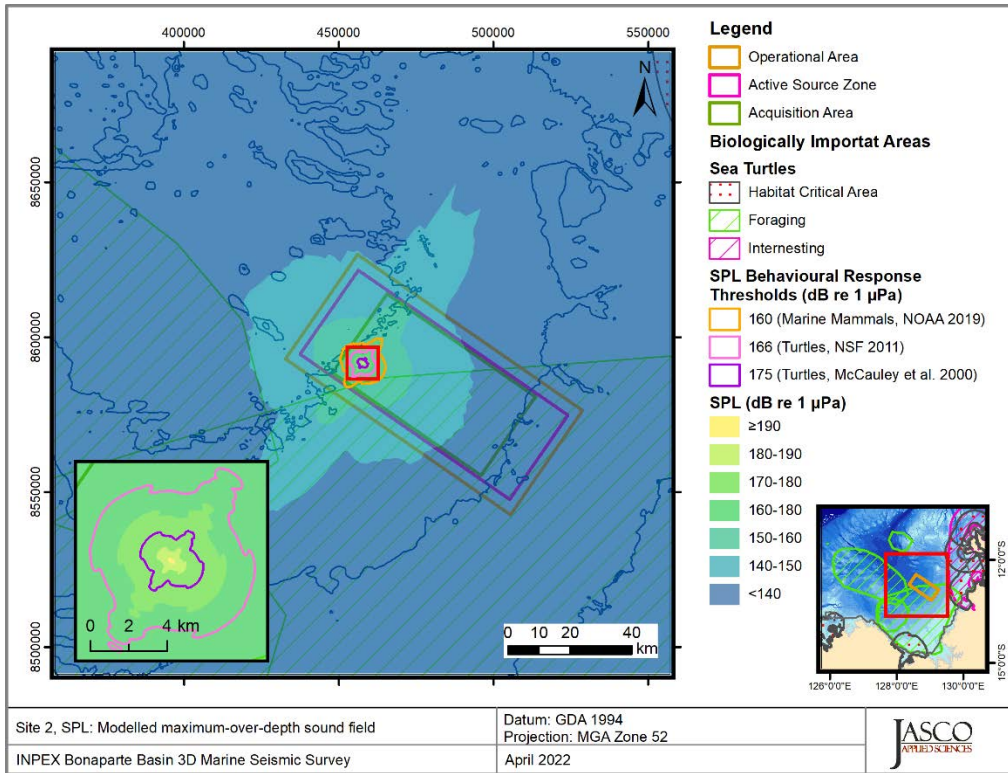 400000 450000 500000 550000
8650000
8600000
8550000
8500000
N
0 2 4 km
0 10 20 40
km
Legend
Operational Area
Active Source Zone
Acquisition Area
Biologically Importat Areas
Sea Turtles
Habitat Critical Area
Foraging
Internesting
SPL Behavioural Response
Thresholds (dB re 1 µPa)
160 (Marine Mammals, NOAA 2019)
166 (Turtles, NSF 2011)
175 (Turtles, McCauley et al. 2000)
SPL (dB re 1 µPa)
≥190
180-190
170-180
160-180
150-160
140-150
<140
12°0'0"S
15°0'0"S
126°0'0"E 128°0'0"E 130°0'0"E
Site 2, SPL: Modelled maximum-over-depth sound field
Datum: GDA 1994
Projection: MGA Zone 52
INPEX Bonaparte Basin 3D Marine Seismic Survey
April 2022
JASCO
APPLIED SCIENCES